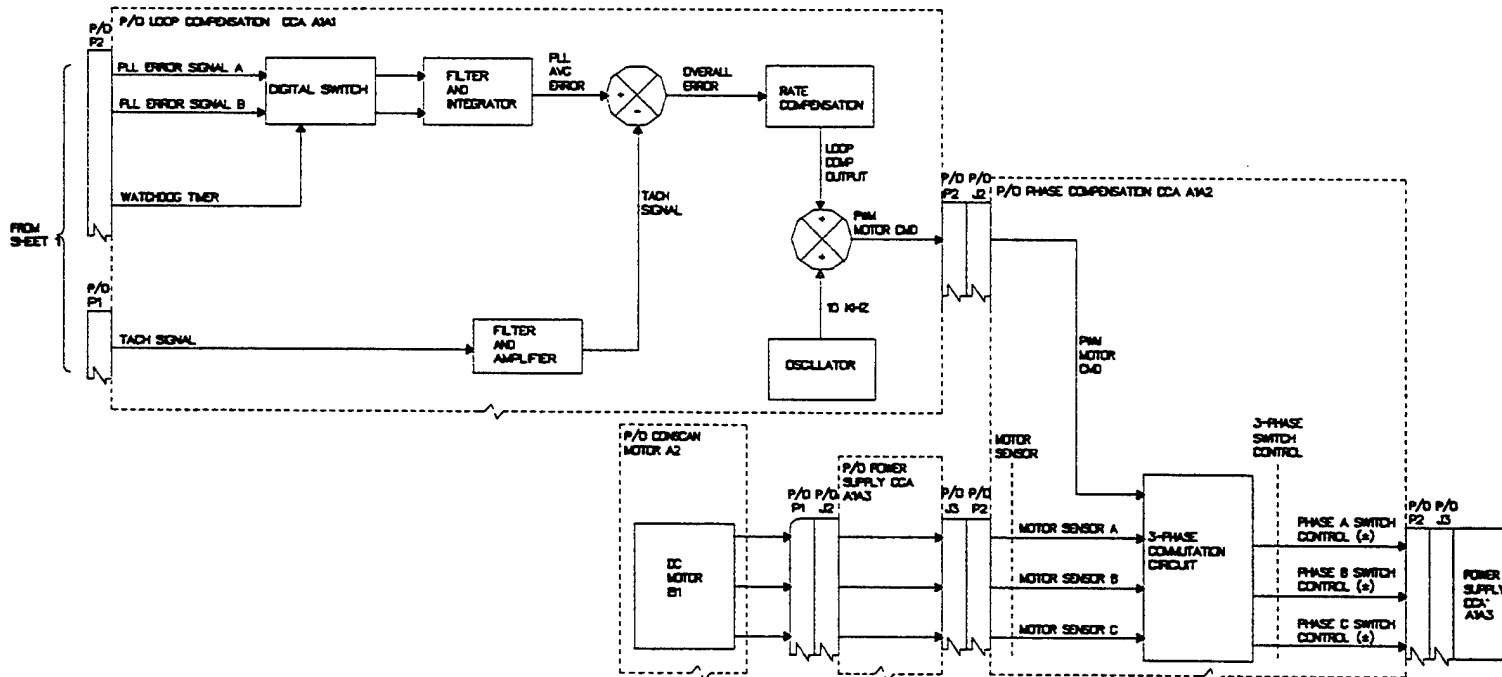 P/O LOOP COMPENSATION CCA A1A1
P/O
P2
PLL ERROR SIGNAL A
PLL ERROR SIGNAL B
DIGITAL SWITCH
FILTER
AND
INTEGRATOR
PLL
AVC
ERROR
+
-
OVERALL
ERROR
RATE
COMPENSATION
WATCHDOG TIMER
TACH
SIGNAL
LOOP
COMP
OUTPUT
+
+
PWM
MOTOR CMD
P/O
P2
P/O
J2
P/O PHASE COMPENSATION CCA A1A2
FROM
SHEET 1
P/O
P1
TACH SIGNAL
FILTER
AND
AMPLIFIER
10 KHZ
OSCILLATOR
PWM
MOTOR
CMD
P/O CONSCAN
MOTOR A2
DC
MOTOR
B1
P/O
P1
P/O
J2
P/O POWER
SUPPLY CCA
A1A3
P/O
J3
P/O
P2
MOTOR
SENSOR
MOTOR SENSOR A
MOTOR SENSOR B
MOTOR SENSOR C
3-PHASE
COMMUTATION
CIRCUIT
3-PHASE
SWITCH
CONTROL
PHASE A SWITCH
CONTROL (±)
PHASE B SWITCH
CONTROL (±)
PHASE C SWITCH
CONTROL (±)
P/O
P2
P/O
J3
POWER
SUPPLY
CCA
A1A3